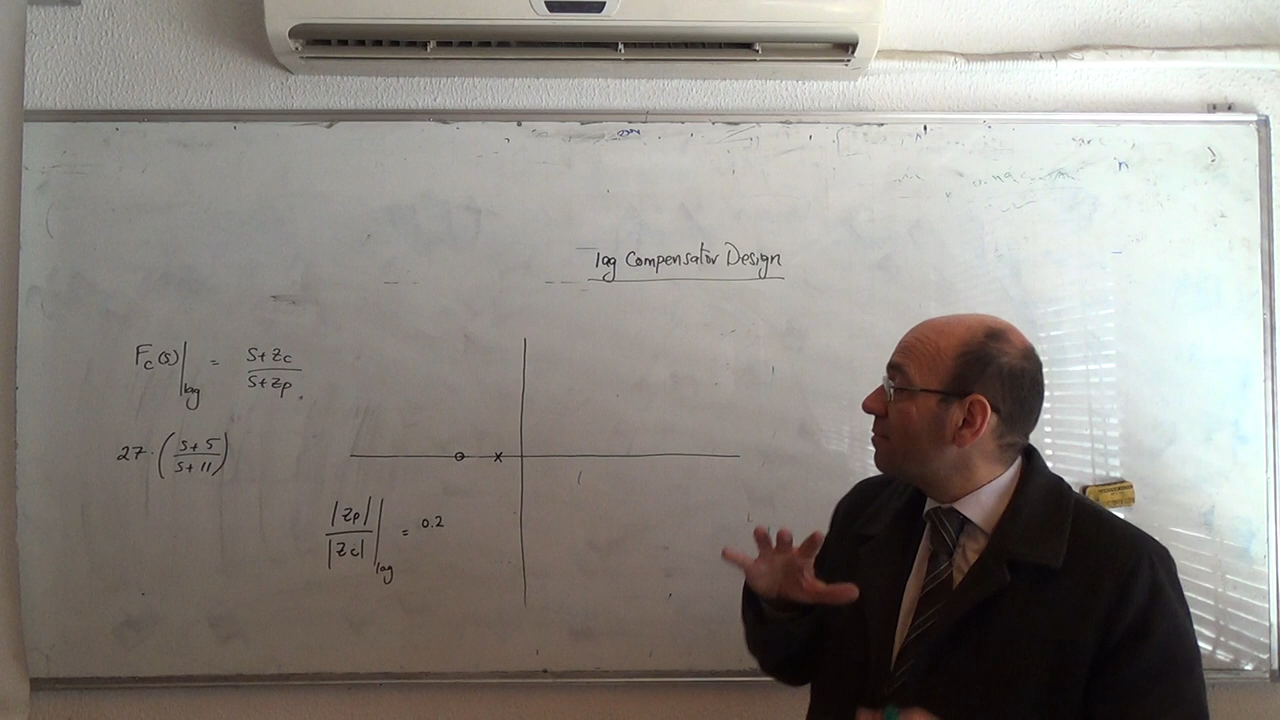 Lag Compensator Design
Fc(s)|lag = s+zc / s+zp
27·(s+5 / s+11)
|zp| / |zc| |lag = 0.2